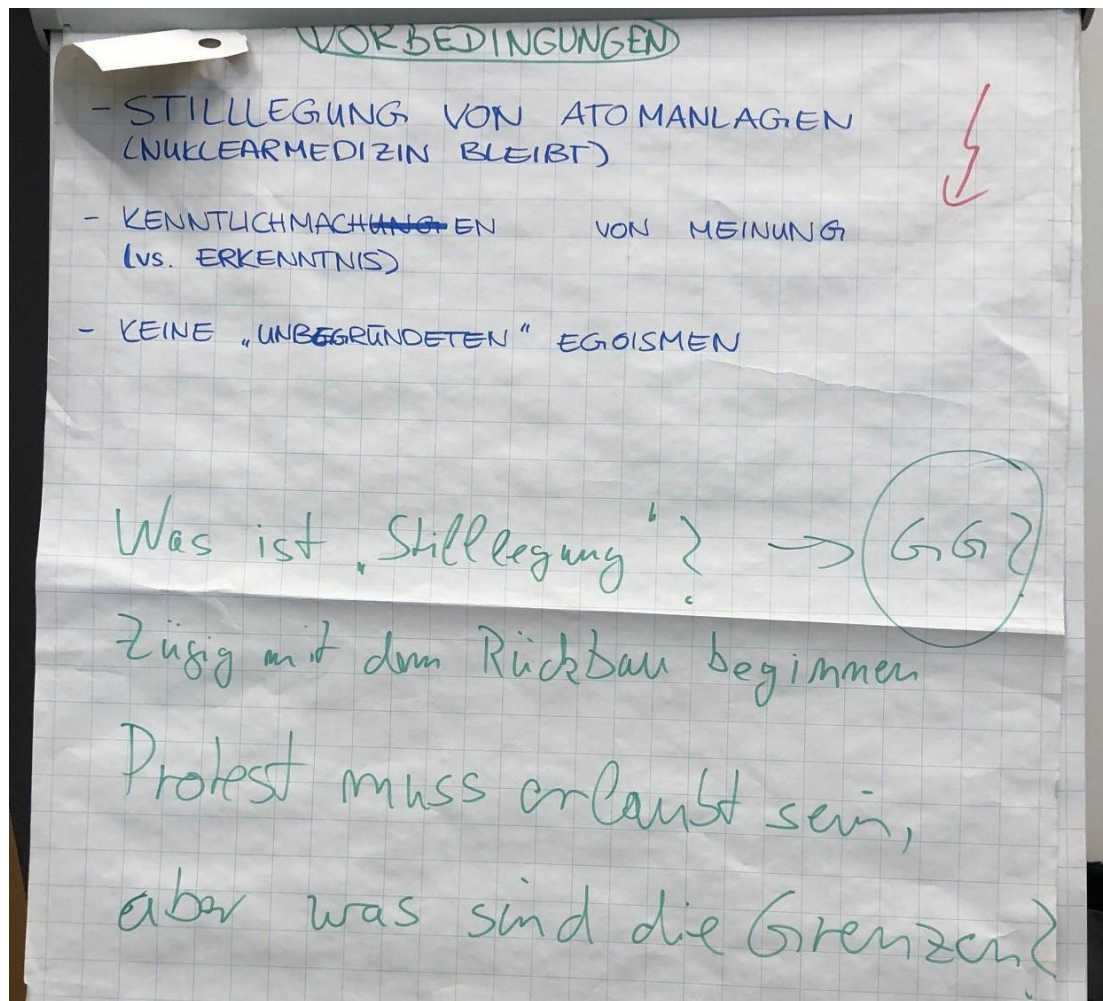 VORBEDINGUNGEN
- STILLLEGUNG VON ATOMANLAGEN
(NUKLEARMEDIZIN BLEIBT)
- KENNTLICHMACHUNGEN VON MEINUNG
(vs. ERKENNTNIS)
- KEINE „UNBEGRÜNDETEN“ EGOISMEN
Was ist „Stilllegung“? → GG?
Zügig mit dem Rückbau beginnen
Protest muss erlaubt sein,
aber was sind die Grenzen?